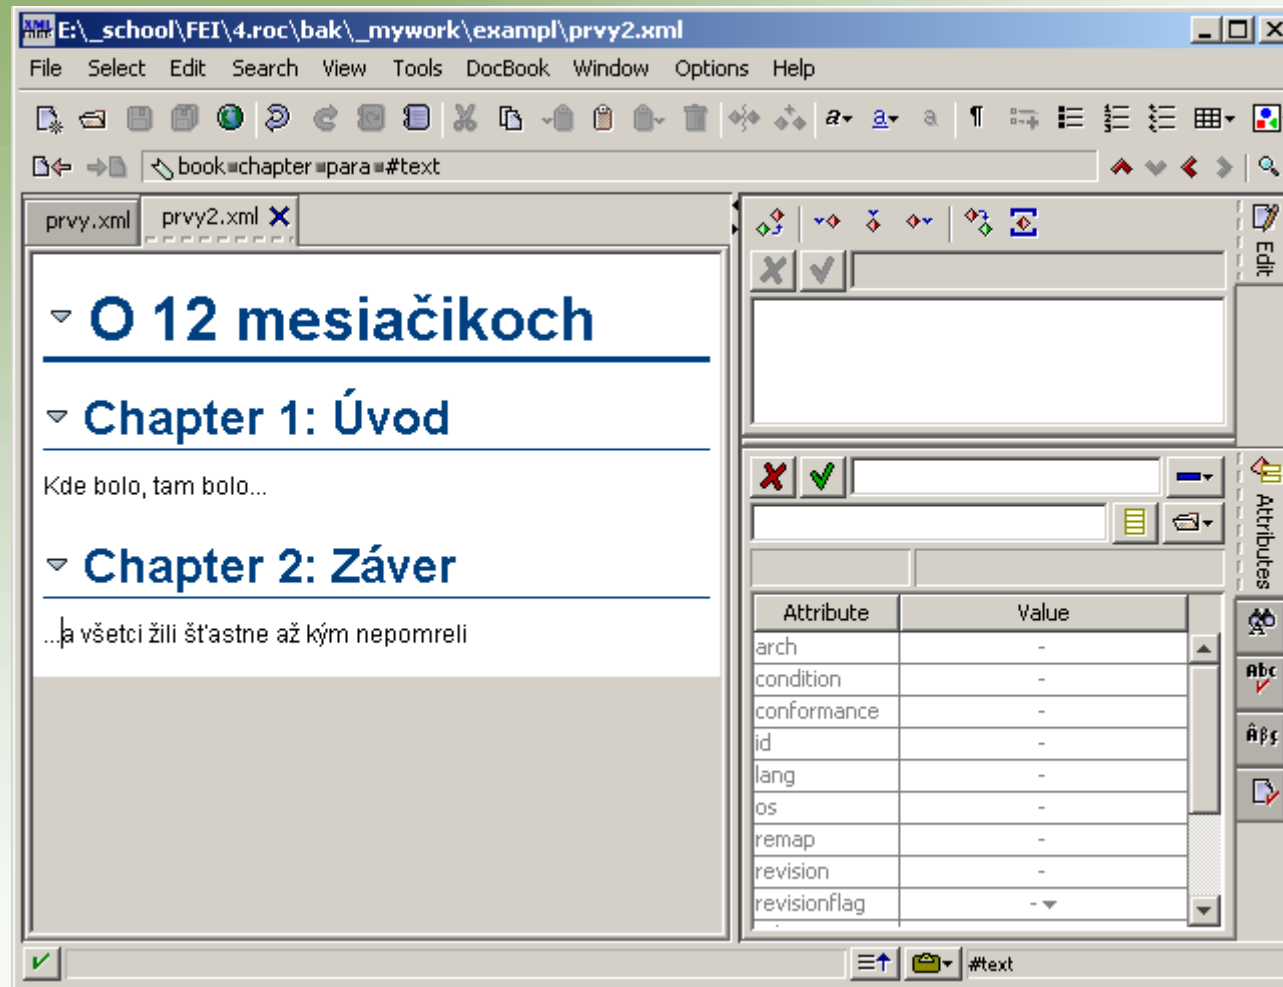 E:\_school\FEI\4.roc\bak\_mywork\exampl\prvy2.xml
File Select Edit Search View Tools DocBook Window Options Help
book chapter para #text
prvy.xml prvy2.xml
O 12 mesiačikoch
Chapter 1: Úvod
Kde bolo, tam bolo...
Chapter 2: Záver
...a všetci žili šťastne až kým nepomreli
Edit
Attributes
Attribute Value
arch -
condition -
conformance -
id -
lang -
os -
remap -
revision -
revisionflag -
Abc
Âβç
#text